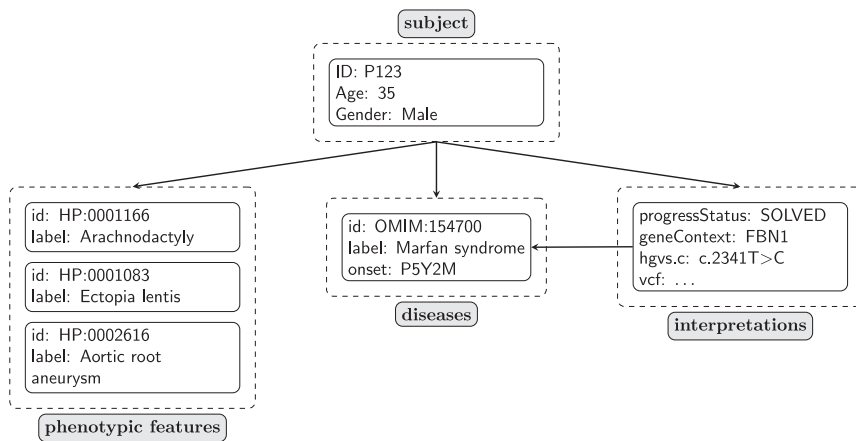 subject
ID: P123
Age: 35
Gender: Male
id: HP:0001166
label: Arachnodactyly
id: HP:0001083
label: Ectopia lentis
id: HP:0002616
label: Aortic root
aneurysm
phenotypic features
id: OMIM:154700
label: Marfan syndrome
onset: P5Y2M
diseases
progressStatus: SOLVED
geneContext: FBN1
hgvs.c: c.2341T>C
vcf: ...
interpretations